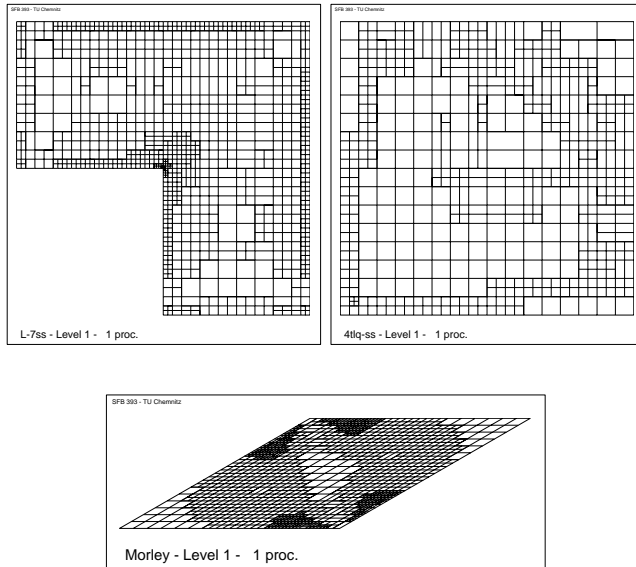 SFB 393 - TU Chemnitz
L-7ss - Level 1 -   1 proc.
SFB 393 - TU Chemnitz
4tlq-ss - Level 1 -   1 proc.
SFB 393 - TU Chemnitz
Morley - Level 1 -   1 proc.